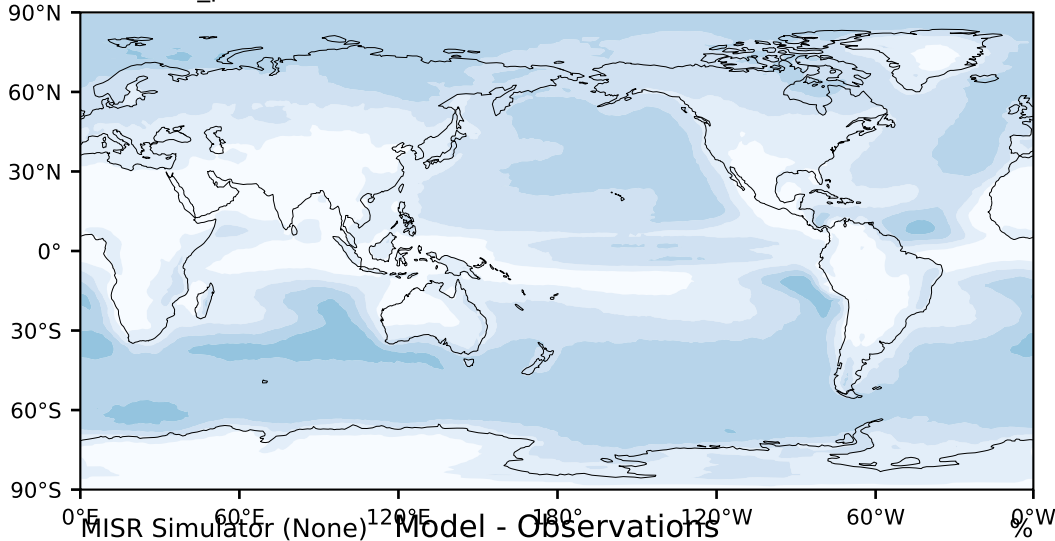 90°N
60°N
30°N
0°
30°S
60°S
90°S
0°E 60°E 120°E 180° 120°W 60°W 0°W
MISR Simulator (None) Model - Observations %